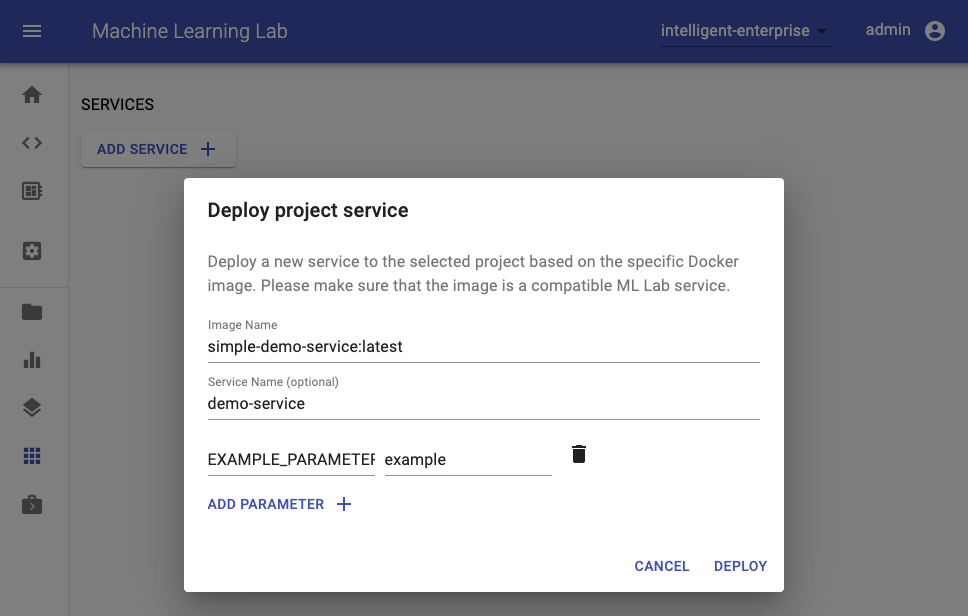 Machine Learning Lab
intelligent-enterprise
admin
SERVICES
ADD SERVICE
Deploy project service
Deploy a new service to the selected project based on the specific Docker
image. Please make sure that the image is a compatible ML Lab service.
Image Name
simple-demo-service:latest
Service Name (optional)
demo-service
EXAMPLE_PARAMETER example
ADD PARAMETER
CANCEL DEPLOY